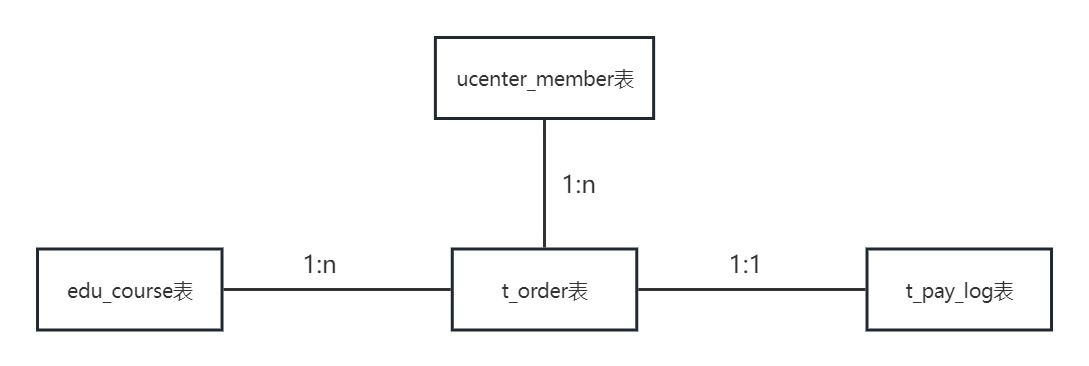 ucenter_member表
1:n
1:n
1:1
edu_course表
t_order表
t_pay_log表